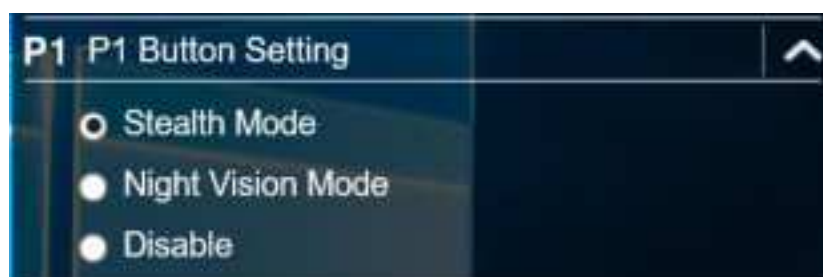 P1 P1 Button Setting
Stealth Mode
Night Vision Mode
Disable